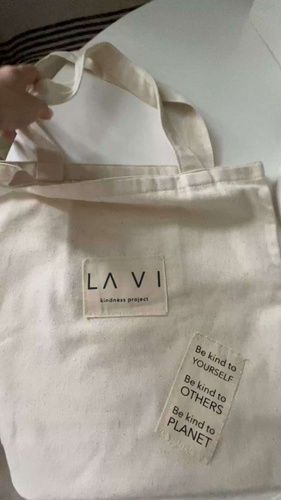 LA VI
kindness project
Be kind to
YOURSELF
Be kind to
OTHERS
Be kind to
PLANET